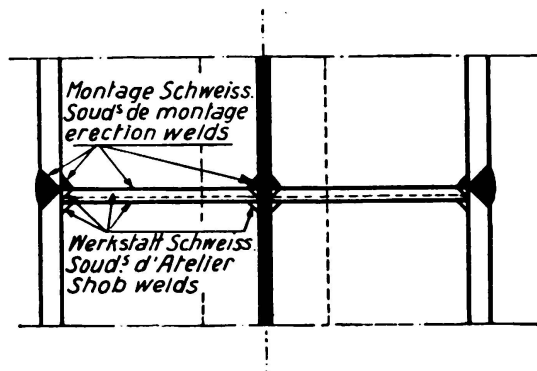 Montage Schweiss.
Souds de montage
erection welds
Werkstatt Schweiss.
Souds. d'Atelier
Shob welds